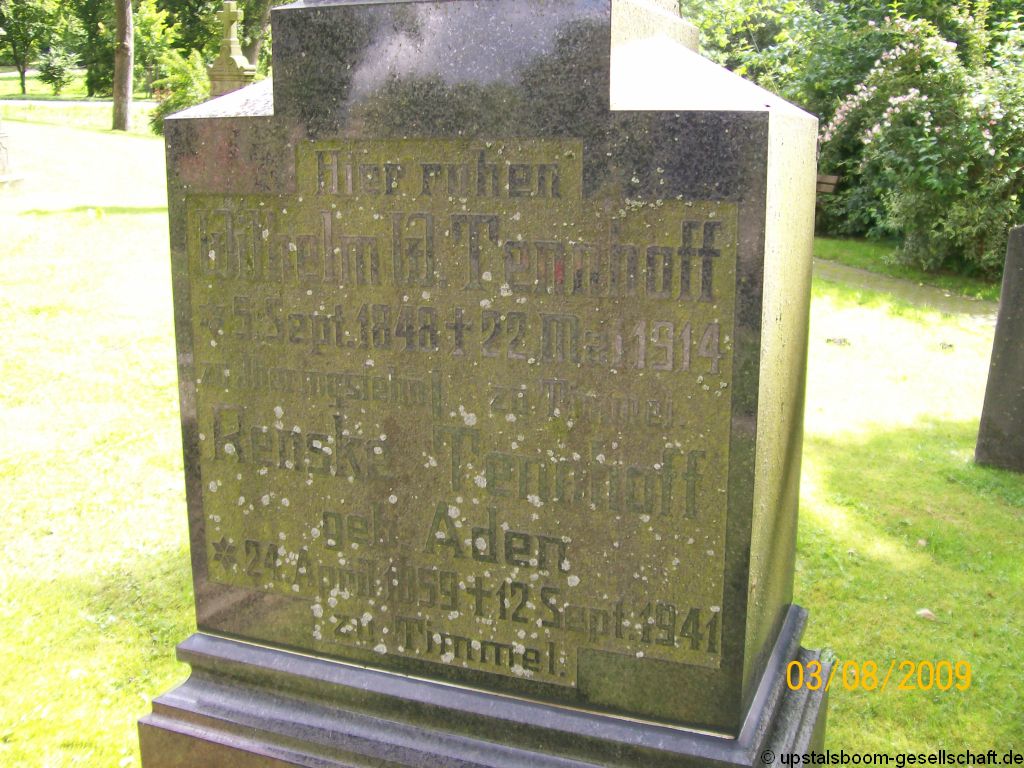 Hier ruhen
Wilhelm W. Tennhoff
* 5. Sept. 1848 † 22 Mai 1914
zu zu Timmel.
Renske Tennhoff
geb. Aden
* 24. April 1859 † 12 Sept. 1941
zu Timmel.
03/08/2009
© upstalsboom-gesellschaft.de